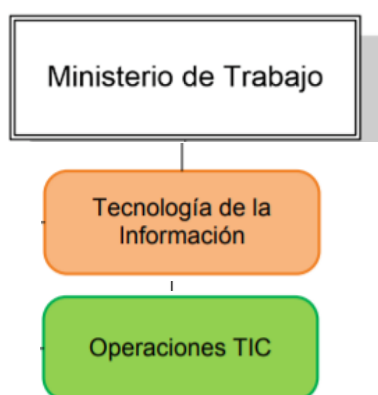 Ministerio de Trabajo
Tecnología de la
Información
Operaciones TIC